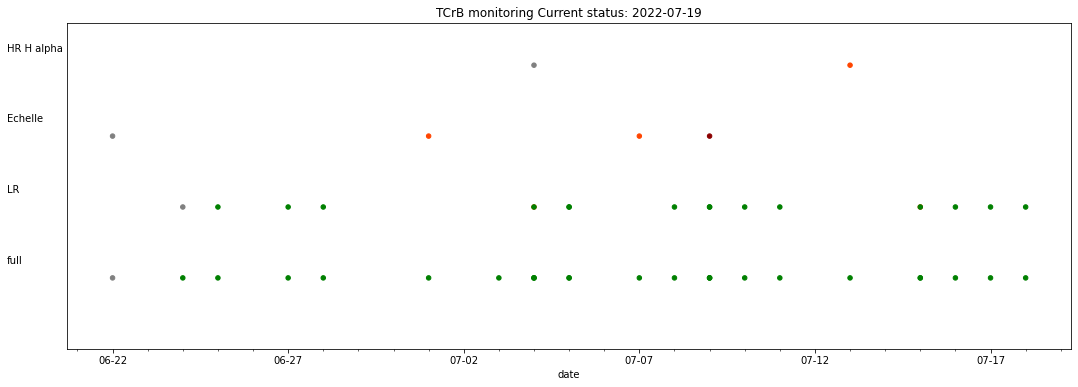 TCrB monitoring Current status: 2022-07-19
HR H alpha
Echelle
LR
full
06-22 06-27 07-02 07-07 07-12 07-17
date